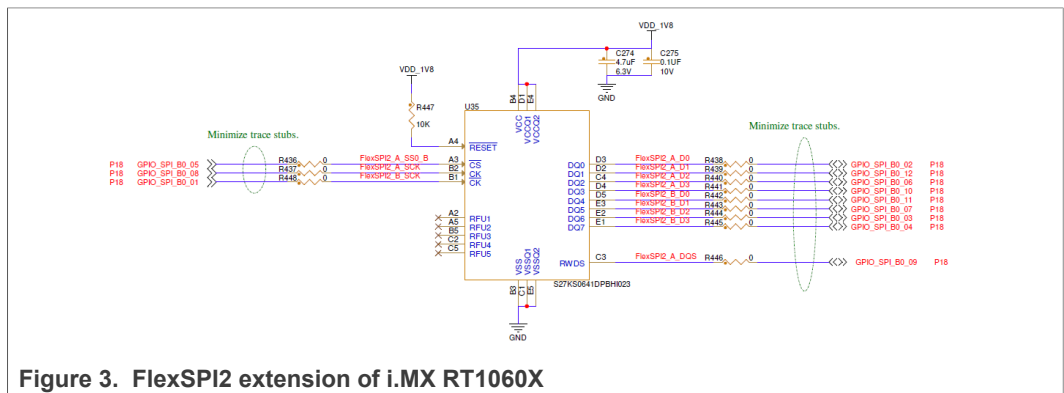 VDD_1V8
C274
4.7uF
6.3V
C275
0.1UF
10V
GND
VDD_1V8
R447
10K
U35
B4
D1
E4
VCC
VCCQ1
VCCQ2
Minimize trace stubs.
Minimize trace stubs.
A4 RESET
P18 GPIO_SPI_B0_05 R436 0 FlexSPI2_A_SS0_B A3 CS
P18 GPIO_SPI_B0_08 R437 0 FlexSPI2_A_SCK B2 CK
P18 GPIO_SPI_B0_01 R448 0 FlexSPI2_B_SCK B1 CK
DQ0 D3 FlexSPI2_A_D0 R438 0 GPIO_SPI_B0_02 P18
DQ1 D2 FlexSPI2_A_D1 R439 0 GPIO_SPI_B0_12 P18
DQ2 C4 FlexSPI2_A_D2 R440 0 GPIO_SPI_B0_06 P18
DQ3 D4 FlexSPI2_A_D3 R441 0 GPIO_SPI_B0_10 P18
DQ4 D5 FlexSPI2_B_D0 R442 0 GPIO_SPI_B0_11 P18
DQ5 E3 FlexSPI2_B_D1 R443 0 GPIO_SPI_B0_07 P18
DQ6 E2 FlexSPI2_B_D2 R444 0 GPIO_SPI_B0_03 P18
DQ7 E1 FlexSPI2_B_D3 R445 0 GPIO_SPI_B0_04 P18
A2 RFU1
A5 RFU2
B5 RFU3
C2 RFU4
C5 RFU5
RWDS C3 FlexSPI2_A_DQS R446 0 GPIO_SPI_B0_09 P18
VSS
VSSQ1
VSSQ2
B3
C1
E5
S27KS0641DPBHI023
GND
Figure 3. FlexSPI2 extension of i.MX RT1060X